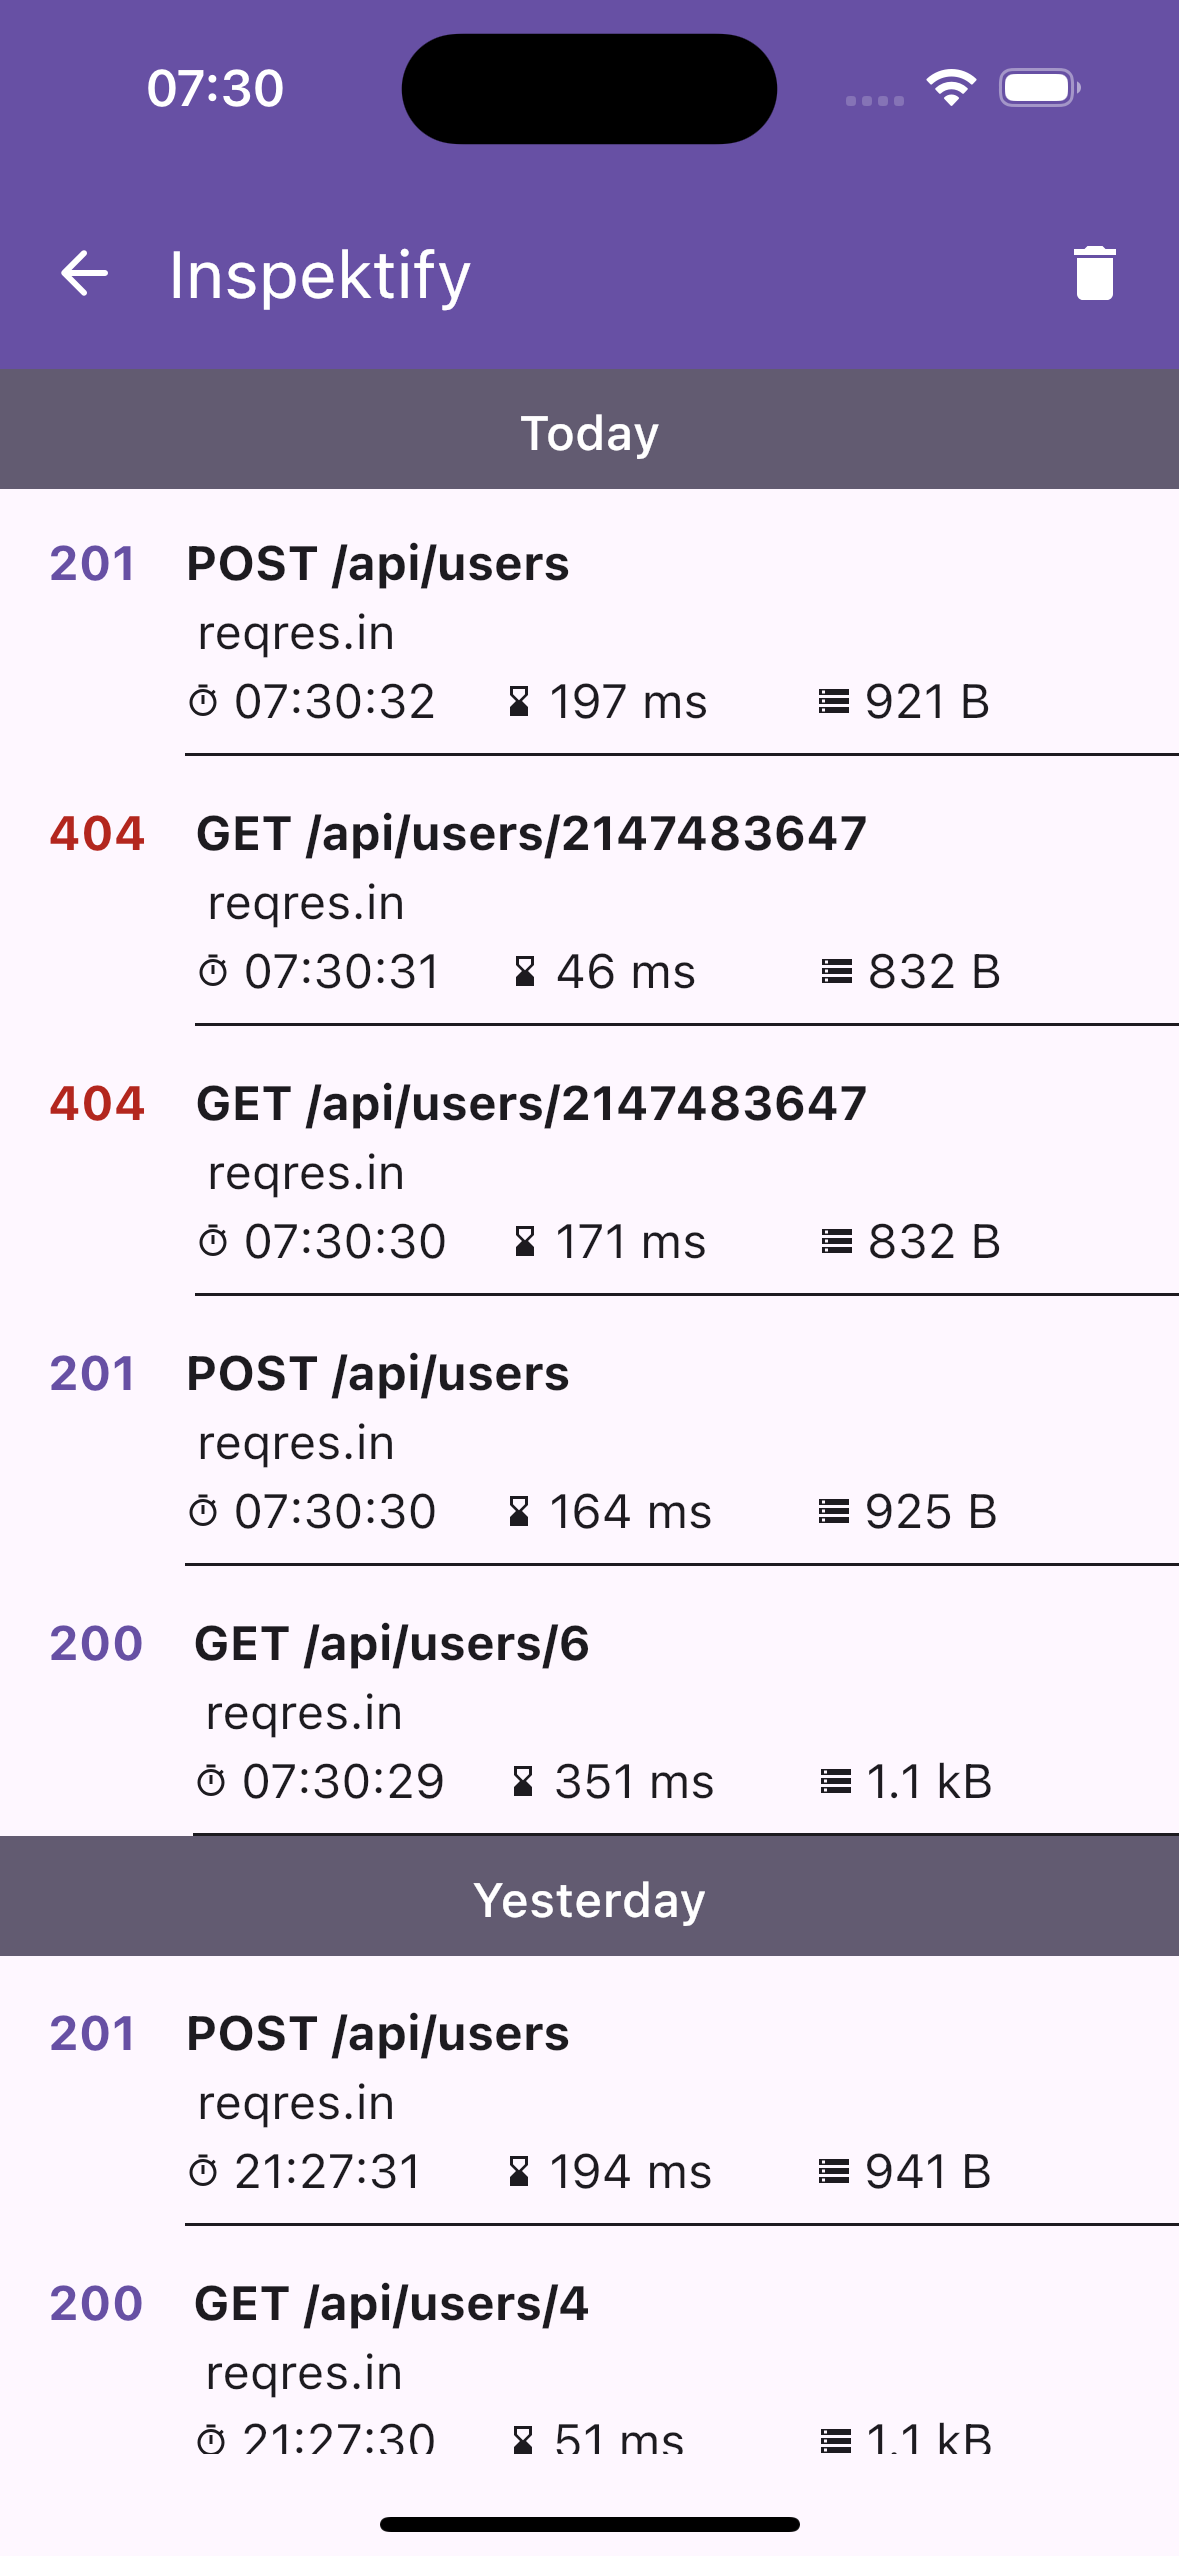 07:30
Inspektify
Today
201 POST /api/users
reqres.in
07:30:32 197 ms 921 B
404 GET /api/users/2147483647
reqres.in
07:30:31 46 ms 832 B
404 GET /api/users/2147483647
reqres.in
07:30:30 171 ms 832 B
201 POST /api/users
reqres.in
07:30:30 164 ms 925 B
200 GET /api/users/6
reqres.in
07:30:29 351 ms 1.1 kB
Yesterday
201 POST /api/users
reqres.in
21:27:31 194 ms 941 B
200 GET /api/users/4
reqres.in
21:27:30 51 ms 1.1 kB